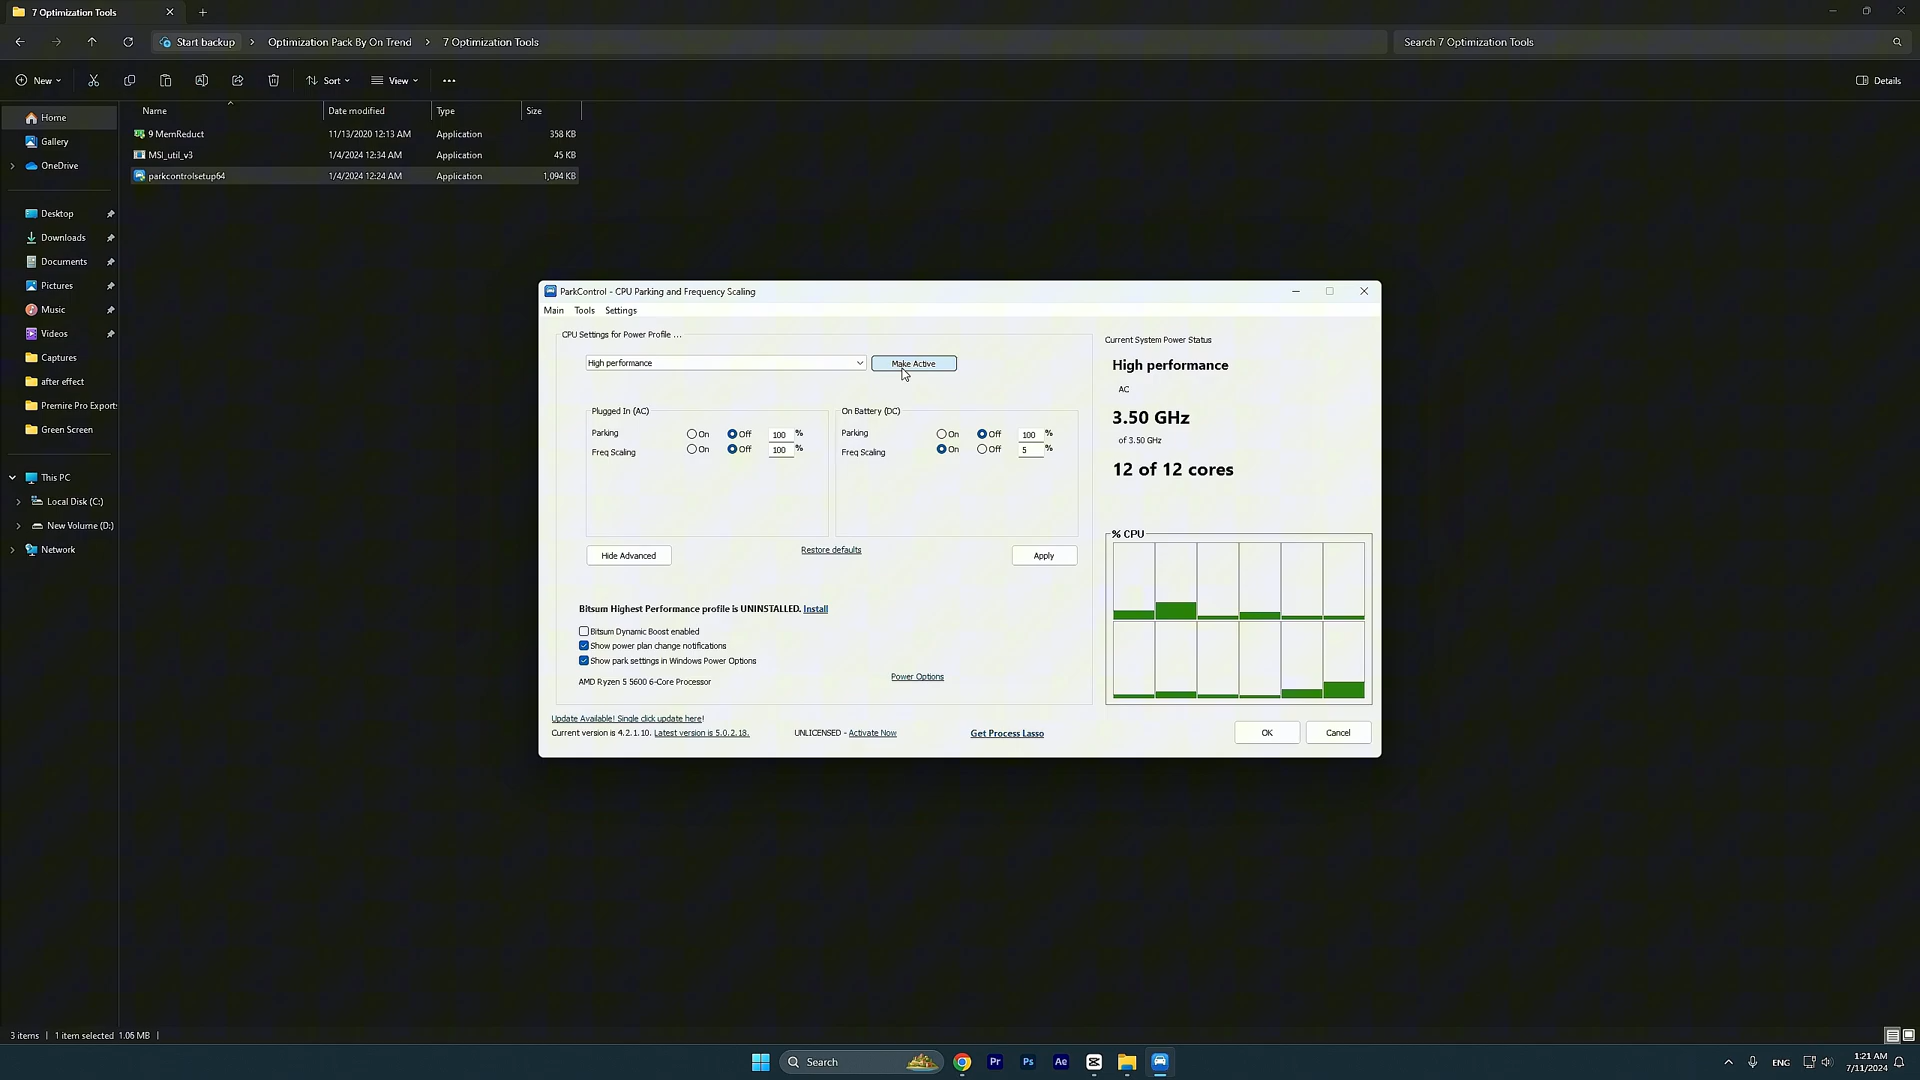 7 Optimization Tools
Start backup
Optimization Pack By On Trend
7 Optimization Tools
Search 7 Optimization Tools
New
Sort
View
Details
Name
Date modified
Type
Size
9 MemReduct
11/13/2020 12:13 AM
Application
358 KB
MSI_util_v3
1/4/2024 12:34 AM
Application
45 KB
parkcontrolsetup64
1/4/2024 12:24 AM
Application
1,094 KB
Home
Gallery
OneDrive
Desktop
Downloads
Documents
Pictures
Music
Videos
Captures
after effect
Premire Pro Exports
Green Screen
This PC
Local Disk (C:)
New Volume (D:)
Network
ParkControl - CPU Parking and Frequency Scaling
Main
Tools
Settings
CPU Settings for Power Profile ...
High performance
Make Active
Plugged In (AC)
Parking
On
Off
100 %
Freq Scaling
On
Off
100 %
On Battery (DC)
Parking
On
Off
100 %
Freq Scaling
On
Off
5 %
Hide Advanced
Restore defaults
Apply
Bitsum Highest Performance profile is UNINSTALLED. Install
Bitsum Dynamic Boost enabled
Show power plan change notifications
Show park settings in Windows Power Options
Power Options
AMD Ryzen 5 5600 6-Core Processor
Update Available! Single click update here!
Current version is 4.2.1.10. Latest version is 5.0.2.18.
UNLICENSED - Activate Now
Get Process Lasso
Current System Power Status
High performance
AC
3.50 GHz
of 3.50 GHz
12 of 12 cores
% CPU
OK
Cancel
3 items
1 item selected 1.06 MB
Search
Pr
Ps
Ae
ENG
1:21 AM
7/11/2024